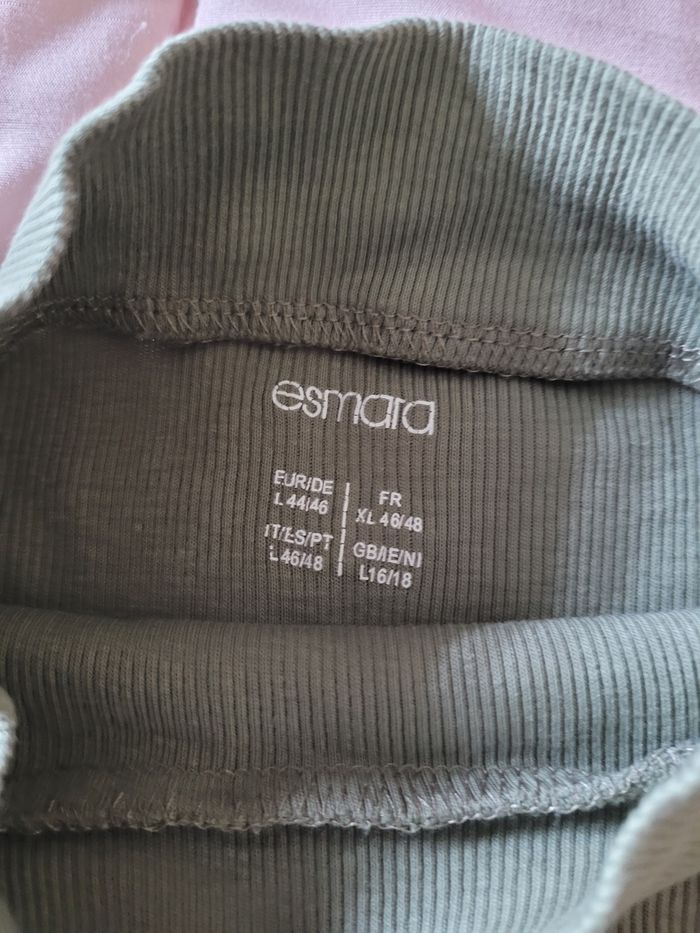 esmara
EUR/DE
L 44/46
FR
XL 46/48
IT/ES/PT
L 46/48
GB/IE/NI
L16/18